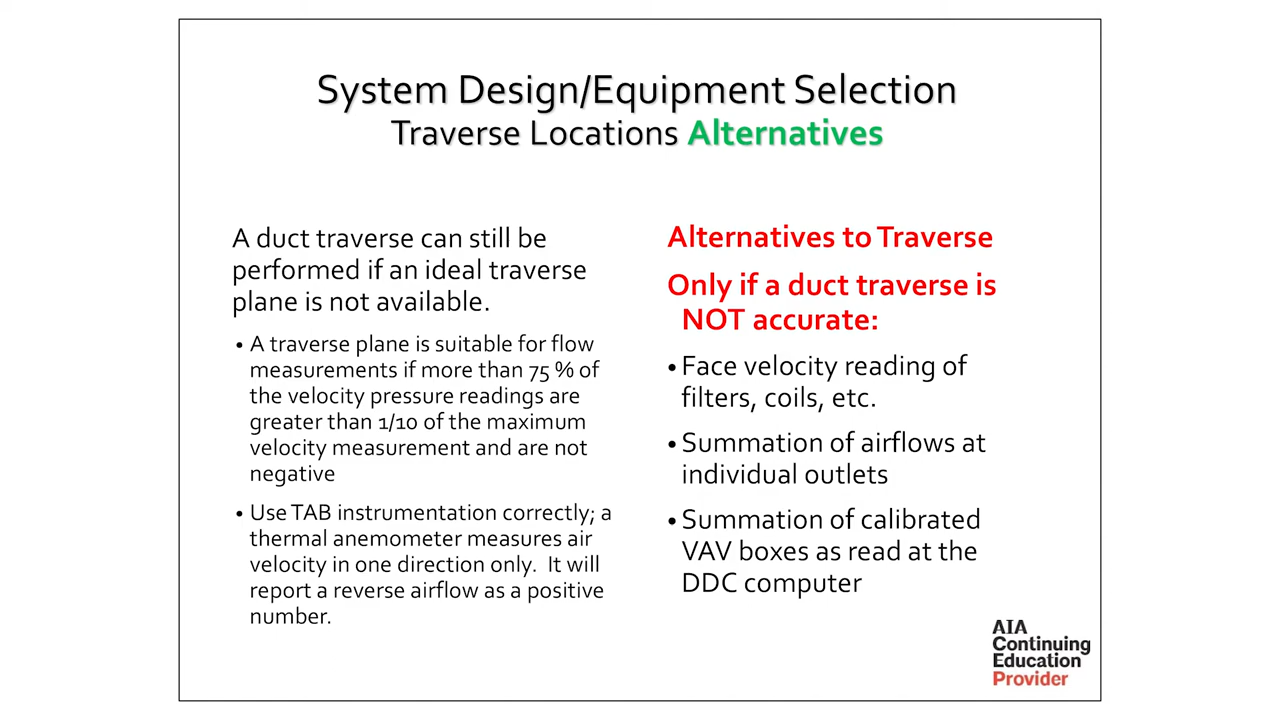 System Design/Equipment Selection
Traverse Locations Alternatives
A duct traverse can still be
performed if an ideal traverse
plane is not available.
• A traverse plane is suitable for flow
measurements if more than 75 % of
the velocity pressure readings are
greater than 1/10 of the maximum
velocity measurement and are not
negative
• Use TAB instrumentation correctly; a
thermal anemometer measures air
velocity in one direction only. It will
report a reverse airflow as a positive
number.
Alternatives to Traverse
Only if a duct traverse is
NOT accurate:
• Face velocity reading of
filters, coils, etc.
• Summation of airflows at
individual outlets
• Summation of calibrated
VAV boxes as read at the
DDC computer
AIA
Continuing
Education
Provider